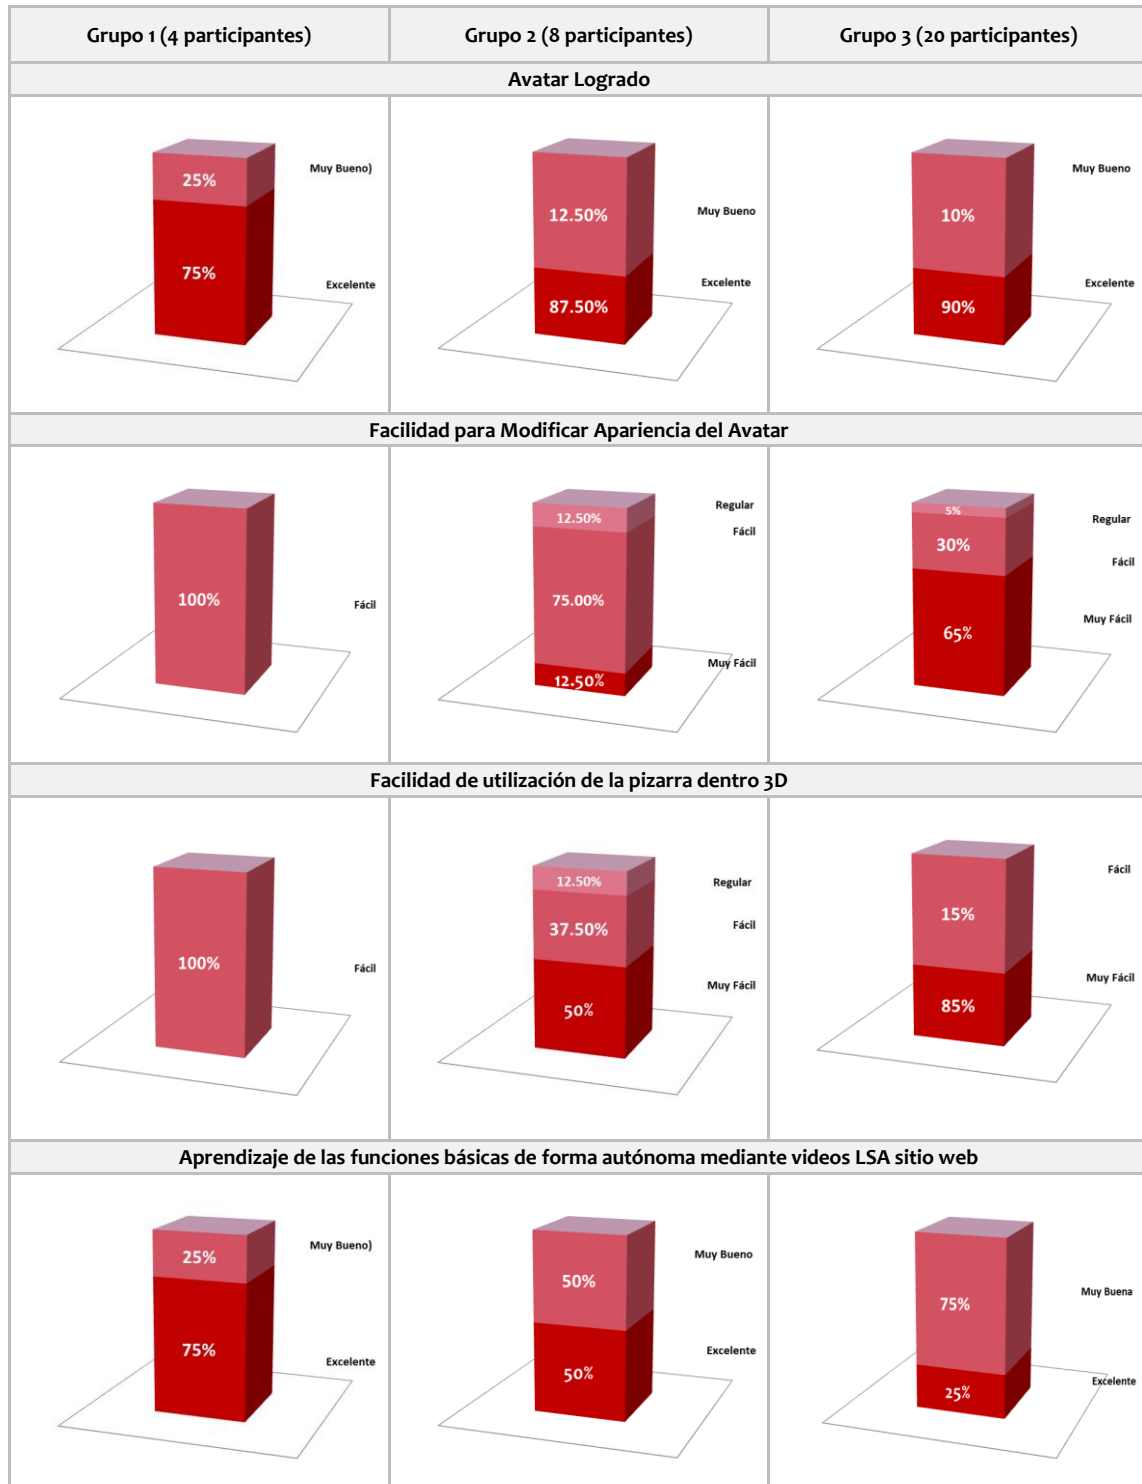 Grupo 1 (4 participantes)
Grupo 2 (8 participantes)
Grupo 3 (20 participantes)
Avatar Logrado
25%
Muy Bueno)
75%
Excelente
12.50%
Muy Bueno
87.50%
Excelente
10%
Muy Bueno
90%
Excelente
Facilidad para Modificar Apariencia del Avatar
100%
Fácil
12.50%
Regular
Fácil
75.00%
Muy Fácil
12.50%
5%
Regular
30%
Fácil
65%
Muy Fácil
Facilidad de utilización de la pizarra dentro 3D
100%
Fácil
12.50%
Regular
37.50%
Fácil
50%
Muy Fácil
15%
Fácil
85%
Muy Fácil
Aprendizaje de las funciones básicas de forma autónoma mediante videos LSA sitio web
25%
Muy Bueno)
75%
Excelente
50%
Muy Bueno
50%
Excelente
75%
Muy Buena
25%
Excelente